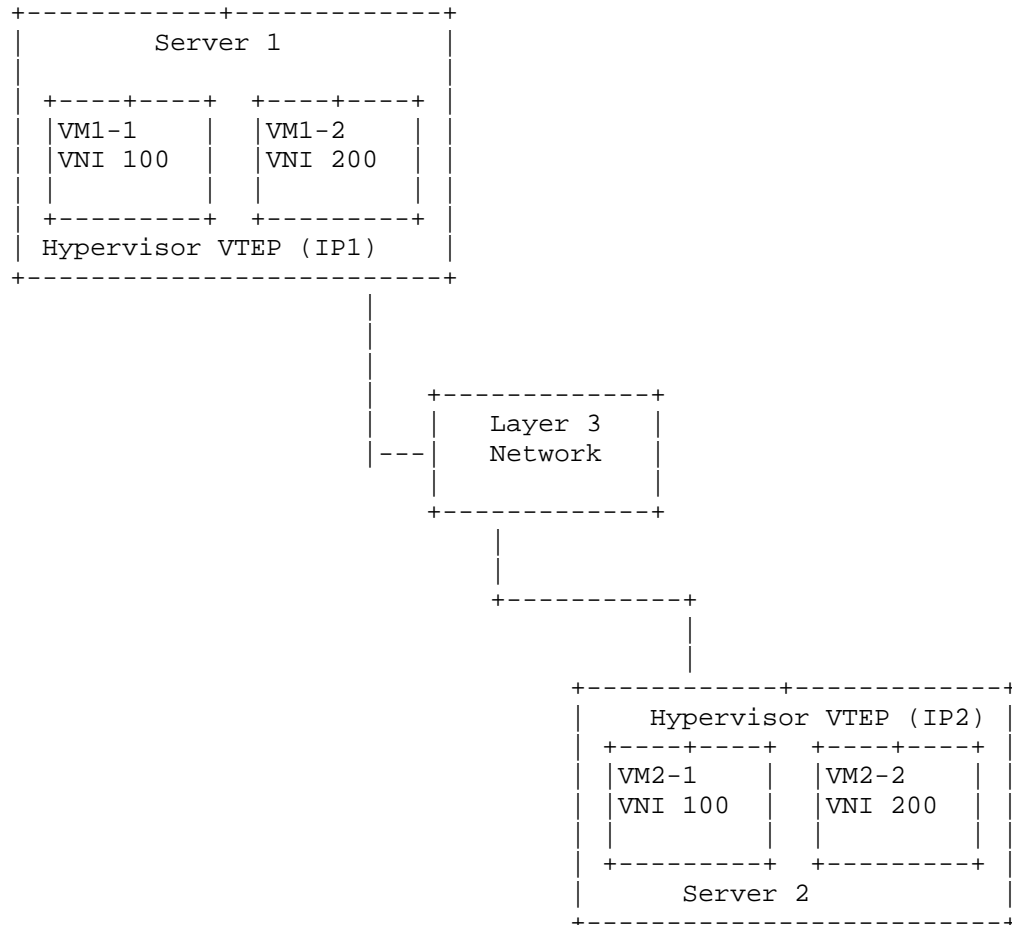 Server 1
VM1-1 VM1-2
VNI 100 VNI 200
Hypervisor VTEP (IP1)
Layer 3
Network
Hypervisor VTEP (IP2)
VM2-1 VM2-2
VNI 100 VNI 200
Server 2